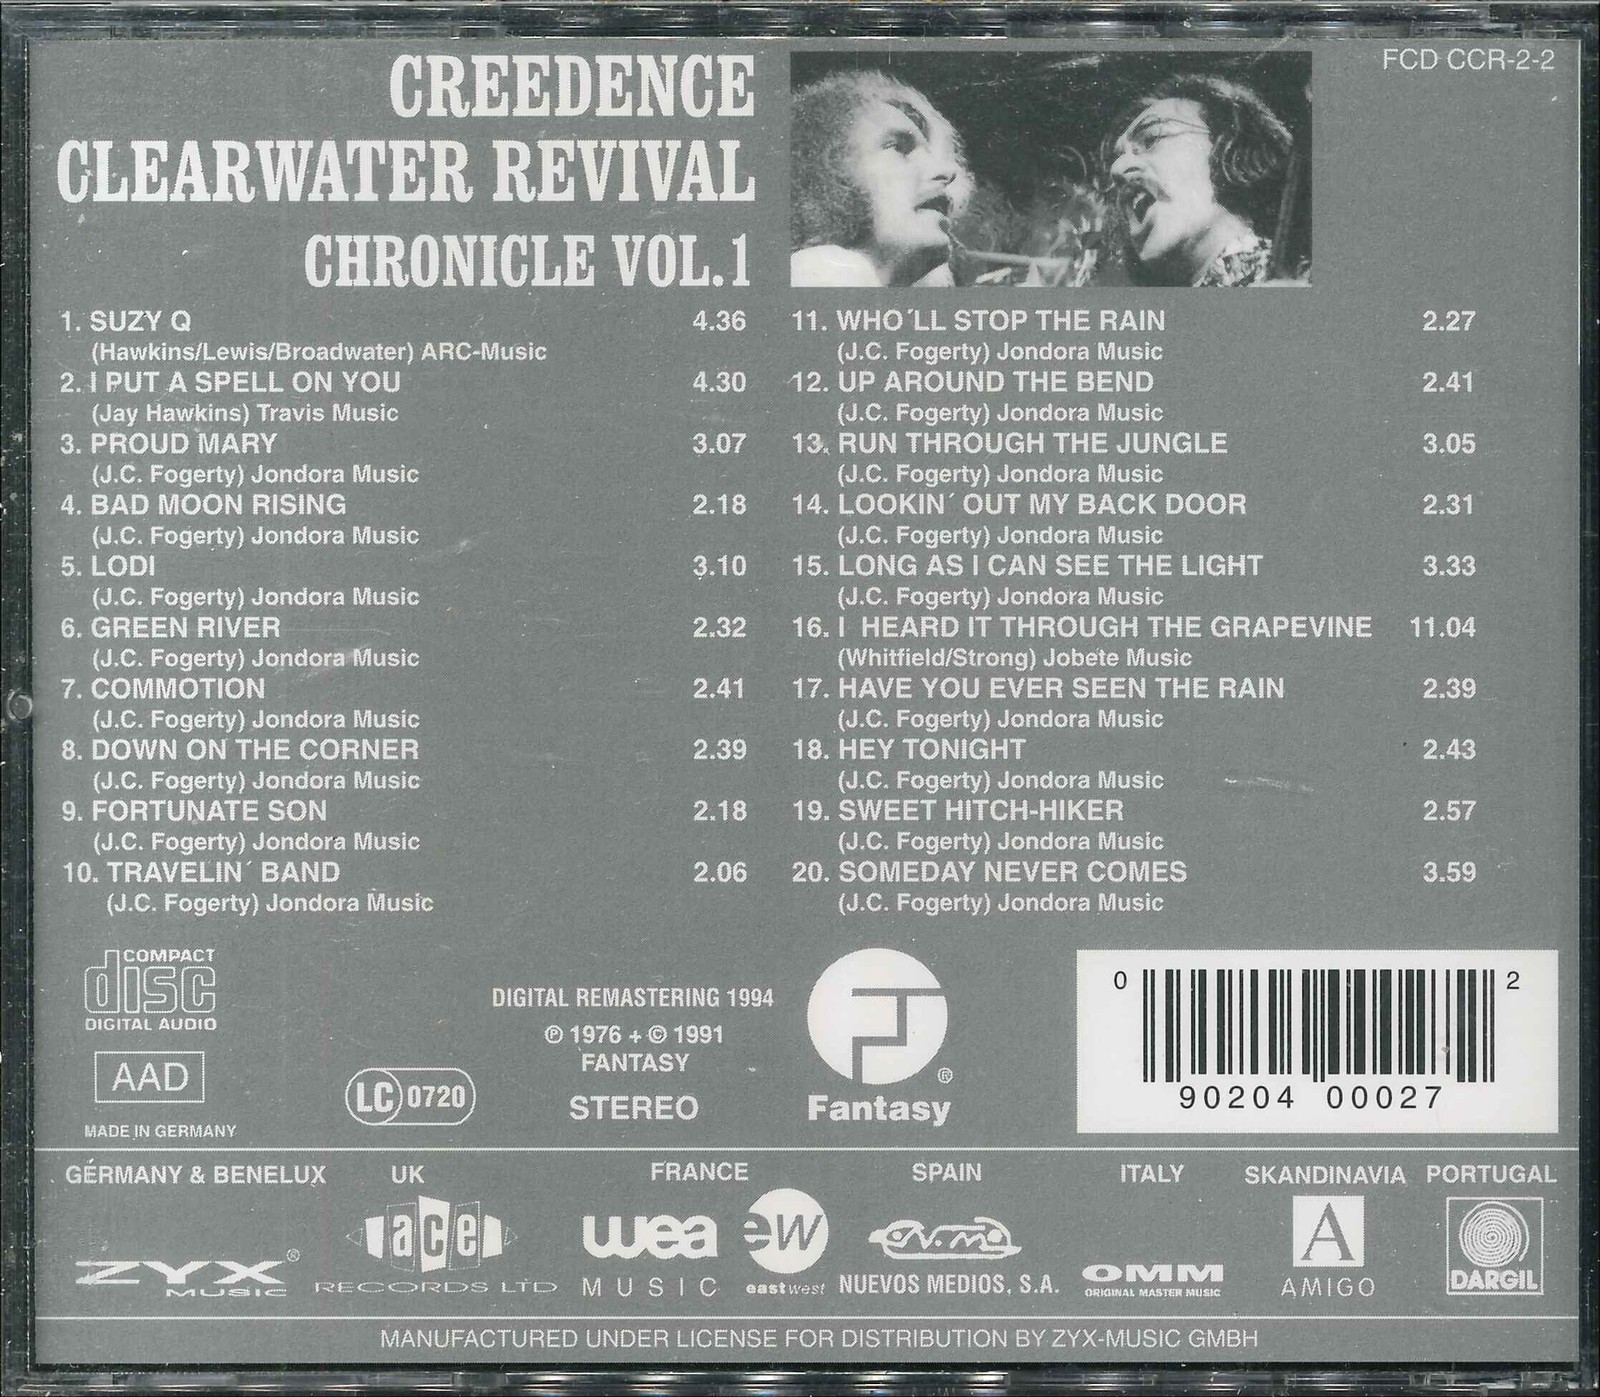 FCD CCR-2-2
CREEDENCE
CLEARWATER REVIVAL
CHRONICLE VOL.1
1. SUZY Q 4.36
(Hawkins/Lewis/Broadwater) ARC-Music
2. I PUT A SPELL ON YOU 4.30
(Jay Hawkins) Travis Music
3. PROUD MARY 3.07
(J.C. Fogerty) Jondora Music
4. BAD MOON RISING 2.18
(J.C. Fogerty) Jondora Music
5. LODI 3.10
(J.C. Fogerty) Jondora Music
6. GREEN RIVER 2.32
(J.C. Fogerty) Jondora Music
7. COMMOTION 2.41
(J.C. Fogerty) Jondora Music
8. DOWN ON THE CORNER 2.39
(J.C. Fogerty) Jondora Music
9. FORTUNATE SON 2.18
(J.C. Fogerty) Jondora Music
10. TRAVELIN´ BAND 2.06
(J.C. Fogerty) Jondora Music
11. WHO´LL STOP THE RAIN 2.27
(J.C. Fogerty) Jondora Music
12. UP AROUND THE BEND 2.41
(J.C. Fogerty) Jondora Music
13. RUN THROUGH THE JUNGLE 3.05
(J.C. Fogerty) Jondora Music
14. LOOKIN´ OUT MY BACK DOOR 2.31
(J.C. Fogerty) Jondora Music
15. LONG AS I CAN SEE THE LIGHT 3.33
(J.C. Fogerty) Jondora Music
16. I HEARD IT THROUGH THE GRAPEVINE 11.04
(Whitfield/Strong) Jobete Music
17. HAVE YOU EVER SEEN THE RAIN 2.39
(J.C. Fogerty) Jondora Music
18. HEY TONIGHT 2.43
(J.C. Fogerty) Jondora Music
19. SWEET HITCH-HIKER 2.57
(J.C. Fogerty) Jondora Music
20. SOMEDAY NEVER COMES 3.59
(J.C. Fogerty) Jondora Music
COMPACT
disc
DIGITAL AUDIO
AAD
MADE IN GERMANY
LC 0720
DIGITAL REMASTERING 1994
℗ 1976 + © 1991
FANTASY
STEREO
®
Fantasy
0 2
90204 00027
GERMANY & BENELUX
ZYX®
MUSIC
UK
ace
RECORDS LTD
FRANCE
wea
MUSIC
ew
eastwest
SPAIN
n.m.
NUEVOS MEDIOS, S.A.
ITALY
OMM
ORIGINAL MASTER MUSIC
SKANDINAVIA
A
AMIGO
PORTUGAL
DARGIL
MANUFACTURED UNDER LICENSE FOR DISTRIBUTION BY ZYX-MUSIC GMBH